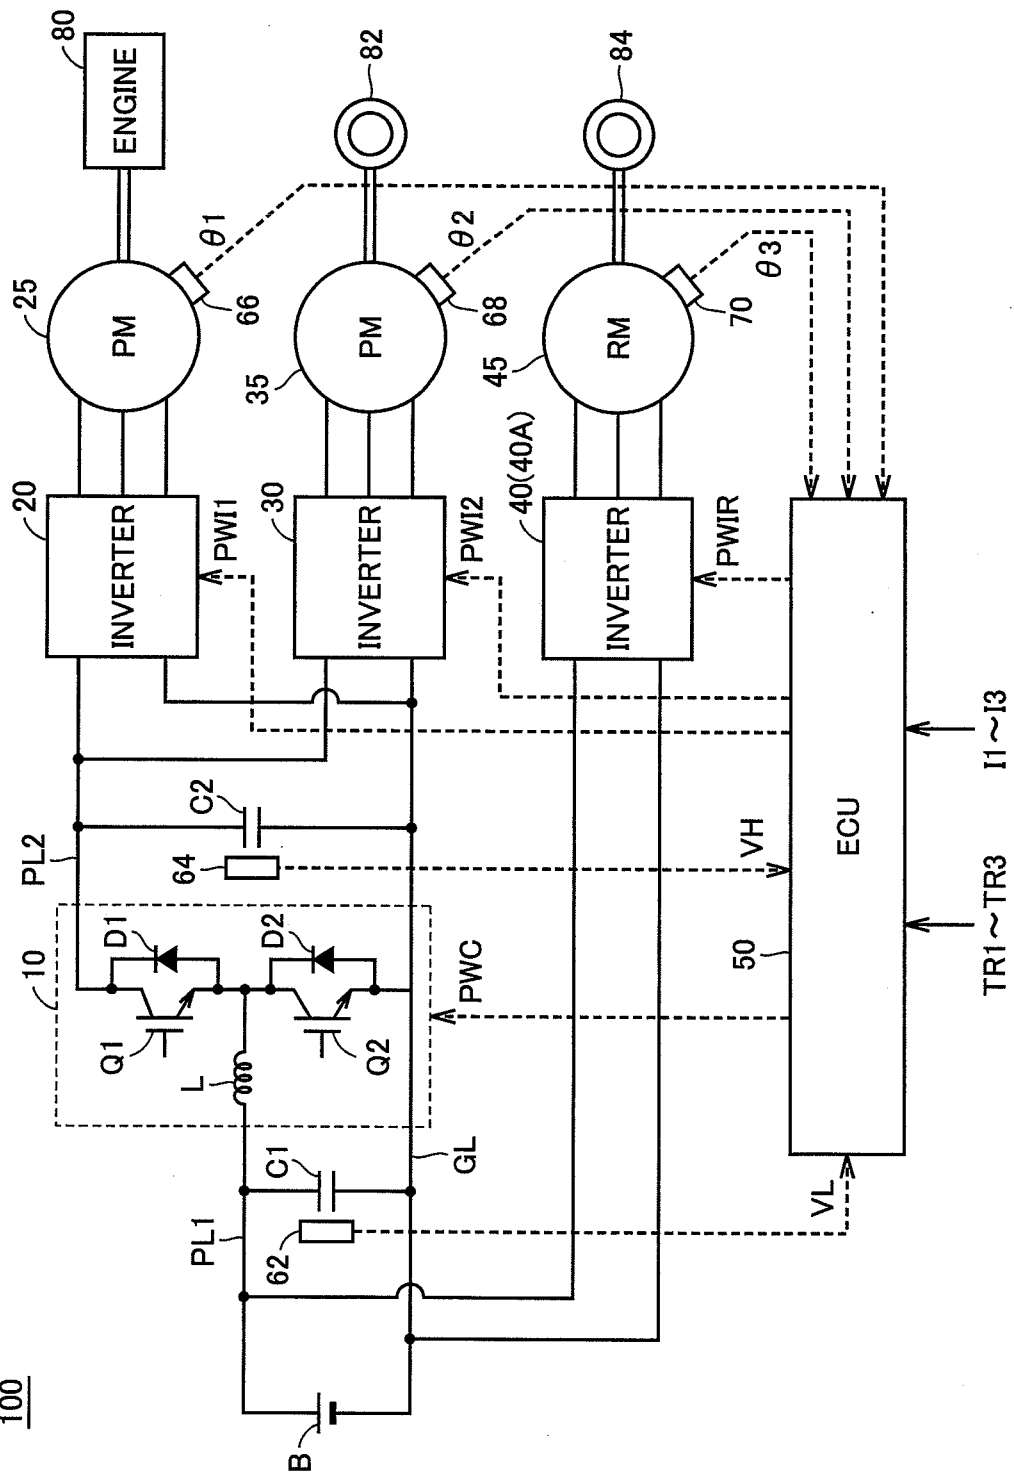 100
80
ENGINE
82
84
25
PM
θ1
66
35
PM
θ2
68
45
RM
θ3
70
20
INVERTER
PWI1
30
INVERTER
PWI2
40(40A)
INVERTER
PWIR
PL2
C2
64
VH
10
D1
D2
Q1
Q2
L
PWC
50
ECU
I1～I3
TR1～TR3
PL1
C1
62
GL
VL
B